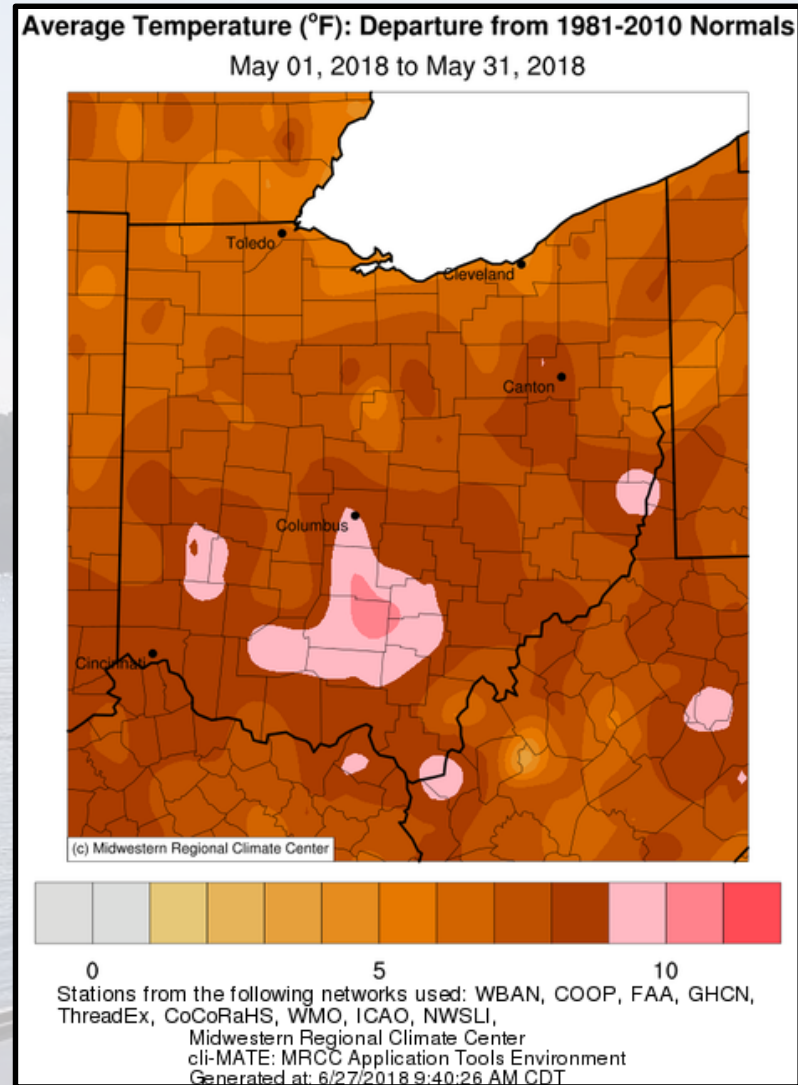 Average Temperature (°F): Departure from 1981-2010 Normals
May 01, 2018 to May 31, 2018
Toledo
Cleveland
Canton
Columbus
Cincinnati
(c) Midwestern Regional Climate Center
0 5 10
Stations from the following networks used: WBAN, COOP, FAA, GHCN,
ThreadEx, CoCoRaHS, WMO, ICAO, NWSLI,
Midwestern Regional Climate Center
cli-MATE: MRCC Application Tools Environment
Generated at: 6/27/2018 9:40:26 AM CDT